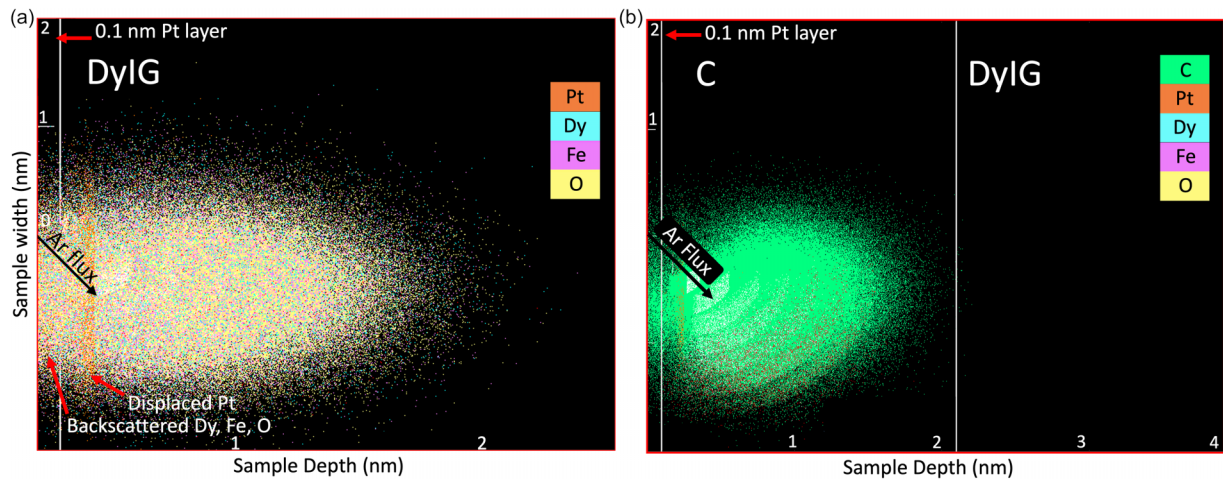 (a)
2
0.1 nm Pt layer
DyIG
Pt
Dy
Fe
O
1
0
Ar flux
Displaced Pt
Backscattered Dy, Fe, O
1
2
Sample width (nm)
Sample Depth (nm)
(b)
2
0.1 nm Pt layer
C
DyIG
C
Pt
Dy
Fe
O
1
Ar Flux
1
2
3
4
Sample Depth (nm)